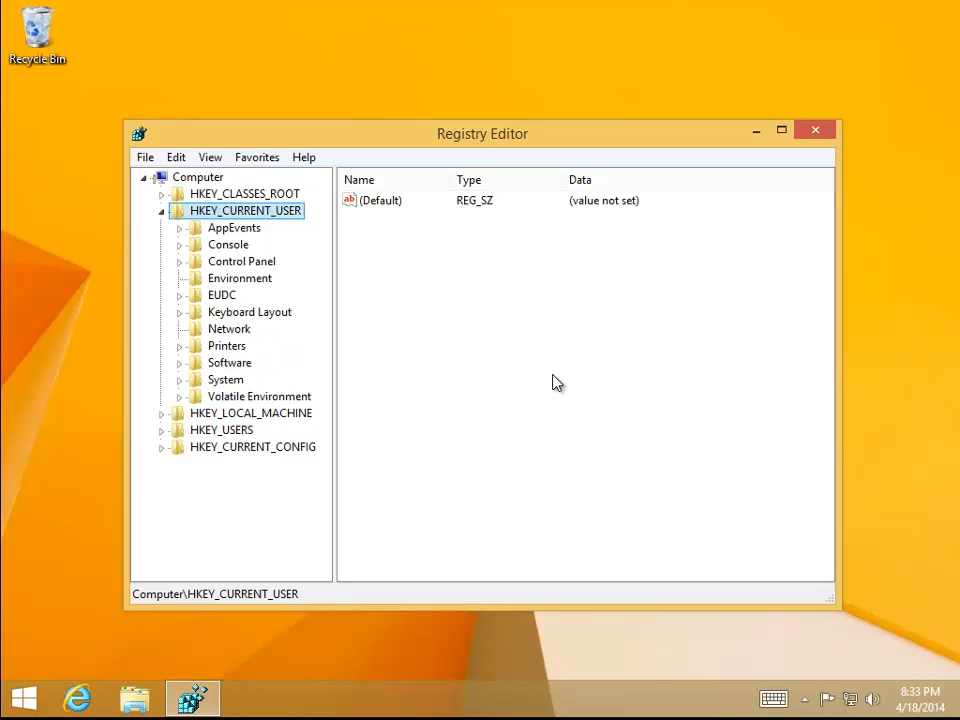 Recycle Bin
Registry Editor
File Edit View Favorites Help
Computer
HKEY_CLASSES_ROOT
HKEY_CURRENT_USER
AppEvents
Console
Control Panel
Environment
EUDC
Keyboard Layout
Network
Printers
Software
System
Volatile Environment
HKEY_LOCAL_MACHINE
HKEY_USERS
HKEY_CURRENT_CONFIG
Name Type Data
ab (Default) REG_SZ (value not set)
Computer\HKEY_CURRENT_USER
8:33 PM
4/18/2014